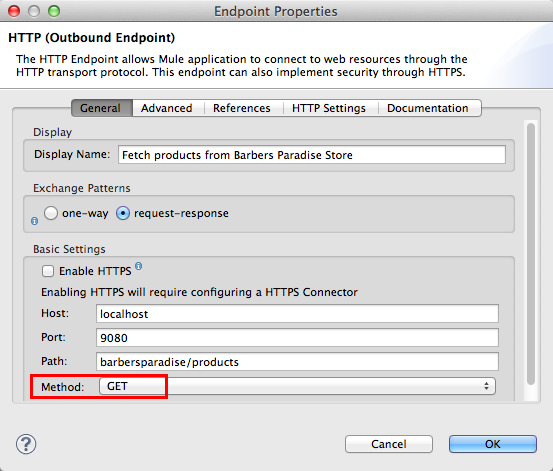 Endpoint Properties
HTTP (Outbound Endpoint)
The HTTP Endpoint allows Mule application to connect to web resources through the
HTTP transport protocol. This endpoint can also implement security through HTTPS.
General Advanced References HTTP Settings Documentation
Display
Display Name: Fetch products from Barbers Paradise Store
Exchange Patterns
i one-way request-response
Basic Settings
Enable HTTPS i
Enabling HTTPS will require configuring a HTTPS Connector
Host: localhost
Port: 9080
Path: barbersparadise/products
Method: GET
? Cancel OK